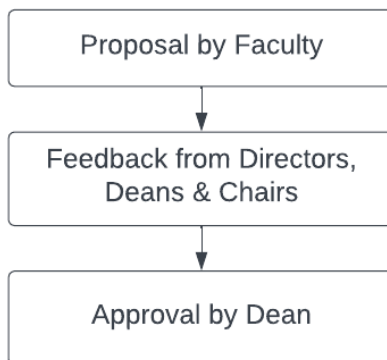 Proposal by Faculty
Feedback from Directors,
Deans & Chairs
Approval by Dean